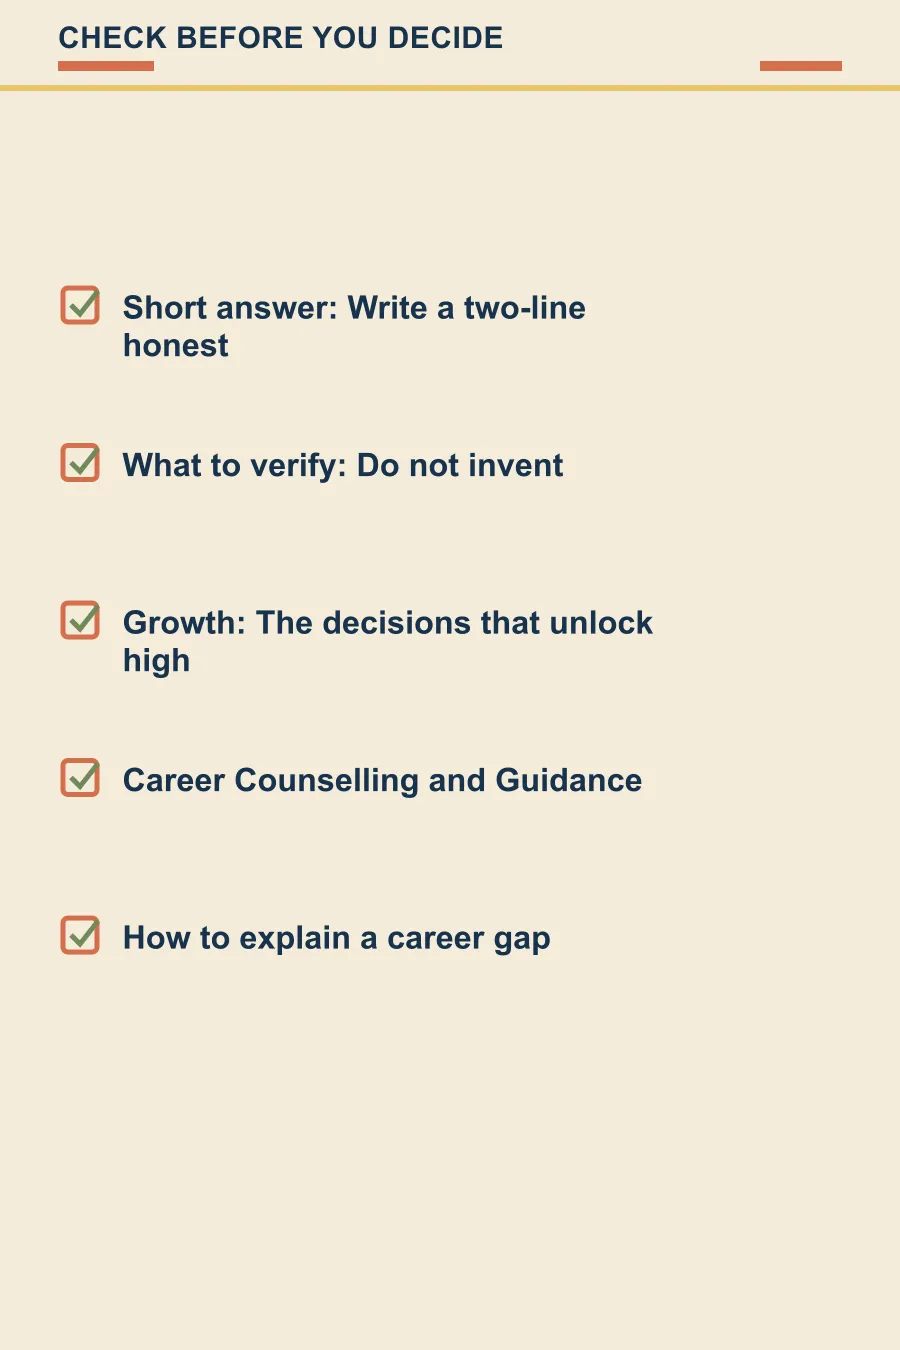 CHECK BEFORE YOU DECIDE
Short answer: Write a two-line
honest
What to verify: Do not invent
Growth: The decisions that unlock
high
Career Counselling and Guidance
How to explain a career gap